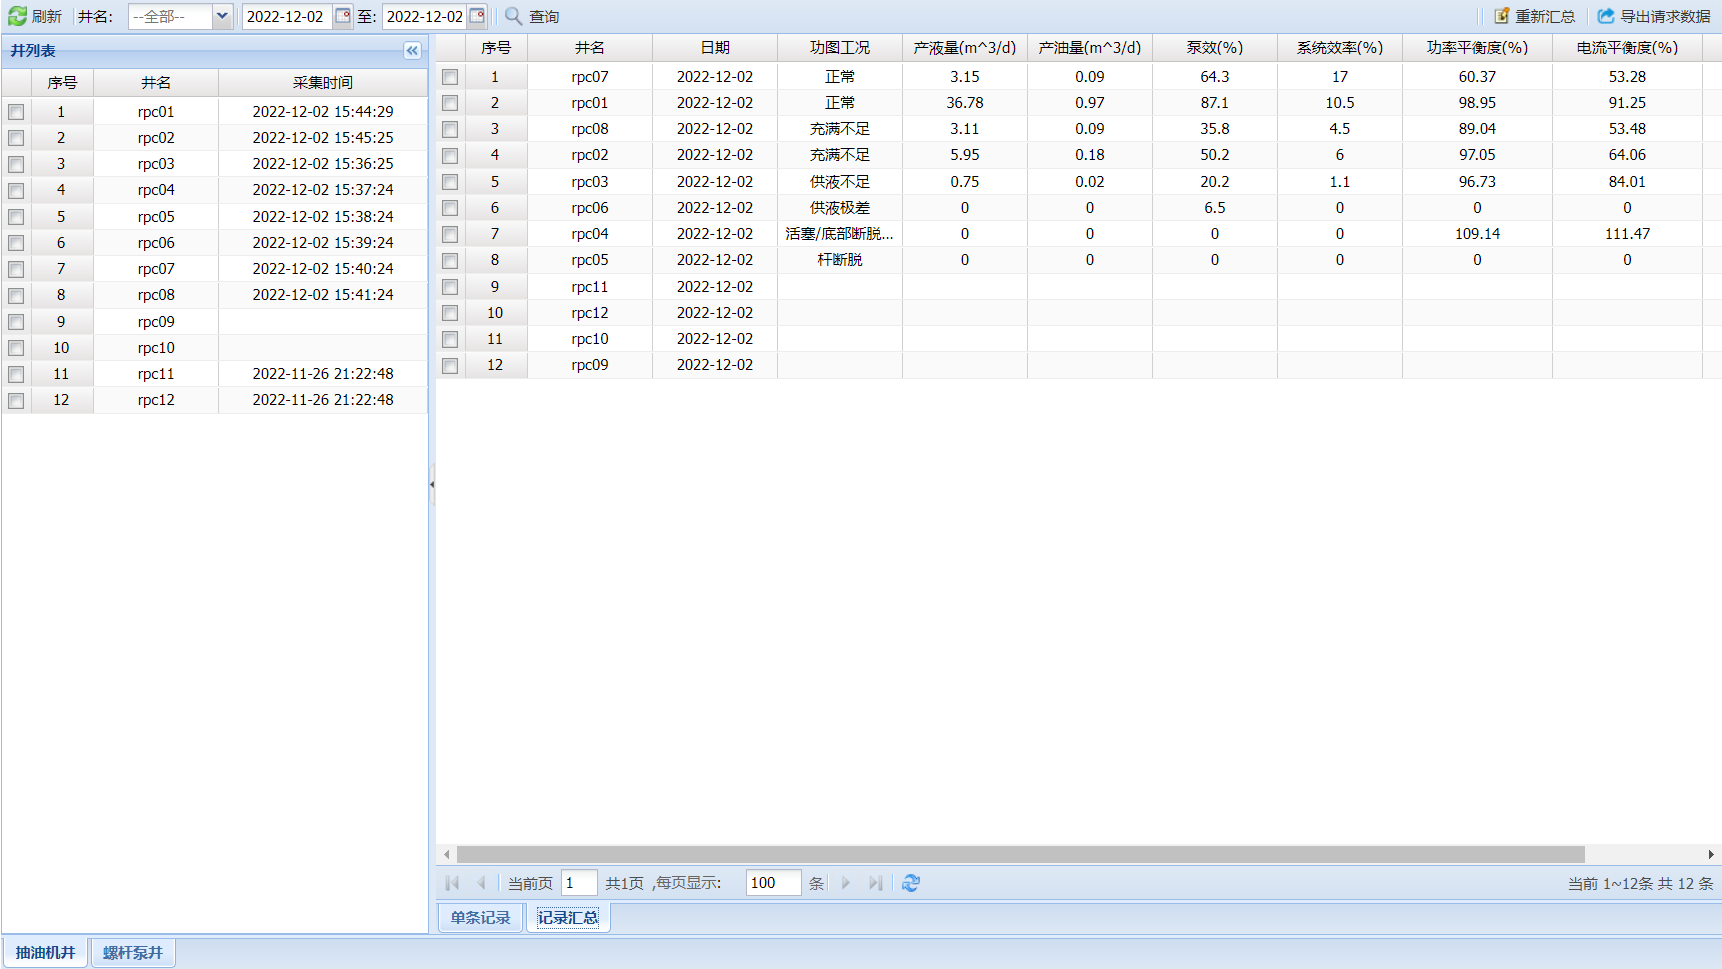 刷新 井名: --全部-- 2022-12-02 至: 2022-12-02 查询 重新汇总 导出请求数据
井列表
序号 井名 采集时间
1 rpc01 2022-12-02 15:44:29
2 rpc02 2022-12-02 15:45:25
3 rpc03 2022-12-02 15:36:25
4 rpc04 2022-12-02 15:37:24
5 rpc05 2022-12-02 15:38:24
6 rpc06 2022-12-02 15:39:24
7 rpc07 2022-12-02 15:40:24
8 rpc08 2022-12-02 15:41:24
9 rpc09
10 rpc10
11 rpc11 2022-11-26 21:22:48
12 rpc12 2022-11-26 21:22:48
序号 井名 日期 功图工况 产液量(m^3/d) 产油量(m^3/d) 泵效(%) 系统效率(%) 功率平衡度(%) 电流平衡度(%)
1 rpc07 2022-12-02 正常 3.15 0.09 64.3 17 60.37 53.28
2 rpc01 2022-12-02 正常 36.78 0.97 87.1 10.5 98.95 91.25
3 rpc08 2022-12-02 充满不足 3.11 0.09 35.8 4.5 89.04 53.48
4 rpc02 2022-12-02 充满不足 5.95 0.18 50.2 6 97.05 64.06
5 rpc03 2022-12-02 供液不足 0.75 0.02 20.2 1.1 96.73 84.01
6 rpc06 2022-12-02 供液极差 0 0 6.5 0 0 0
7 rpc04 2022-12-02 活塞/底部断脱... 0 0 0 0 109.14 111.47
8 rpc05 2022-12-02 杆断脱 0 0 0 0 0 0
9 rpc11 2022-12-02
10 rpc12 2022-12-02
11 rpc10 2022-12-02
12 rpc09 2022-12-02
当前页 1 共1页 ,每页显示: 100 条 当前 1~12条 共 12 条
单条记录 记录汇总
抽油机井 螺杆泵井